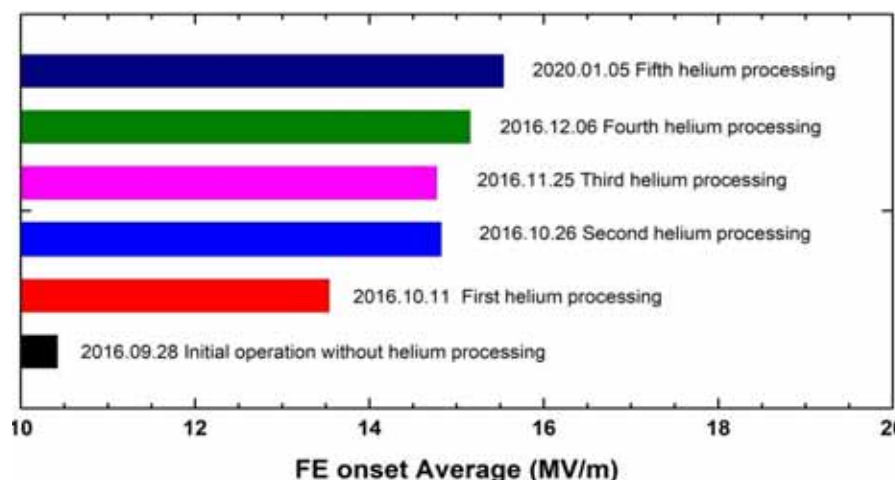 2020.01.05 Fifth helium processing
2016.12.06 Fourth helium processing
2016.11.25 Third helium processing
2016.10.26 Second helium processing
2016.10.11 First helium processing
2016.09.28 Initial operation without helium processing
10 12 14 16 18
FE onset Average (MV/m)